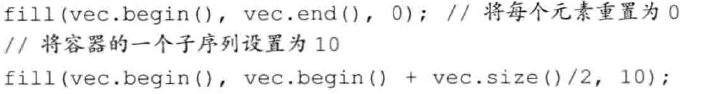 fill(vec.begin(), vec.end(), 0); // 将每个元素重置为 0
// 将容器的一个子序列设置为 10
fill(vec.begin(), vec.begin() + vec.size()/2, 10);